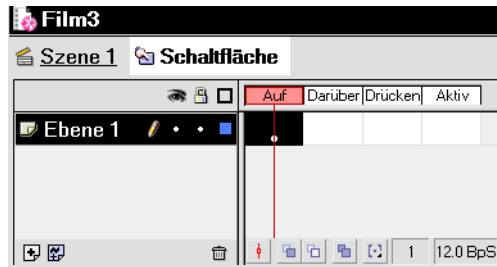 Film3
Szene 1 Schaltfläche
Auf Darüber Drücken Aktiv
Ebene 1
1 12.0 BpS